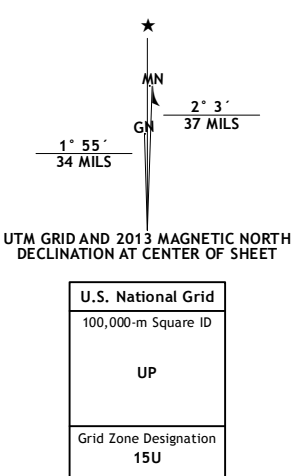 ★
MN
2° 3´
37 MILS
GN
1° 55´
34 MILS
UTM GRID AND 2013 MAGNETIC NORTH
DECLINATION AT CENTER OF SHEET
U.S. National Grid
100,000-m Square ID
UP
Grid Zone Designation
15U